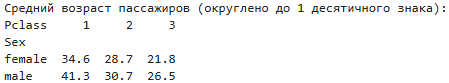 Средний возраст пассажиров (округлено до 1 десятичного знака):
Pclass     1     2     3
Sex
female  34.6  28.7  21.8
male    41.3  30.7  26.5